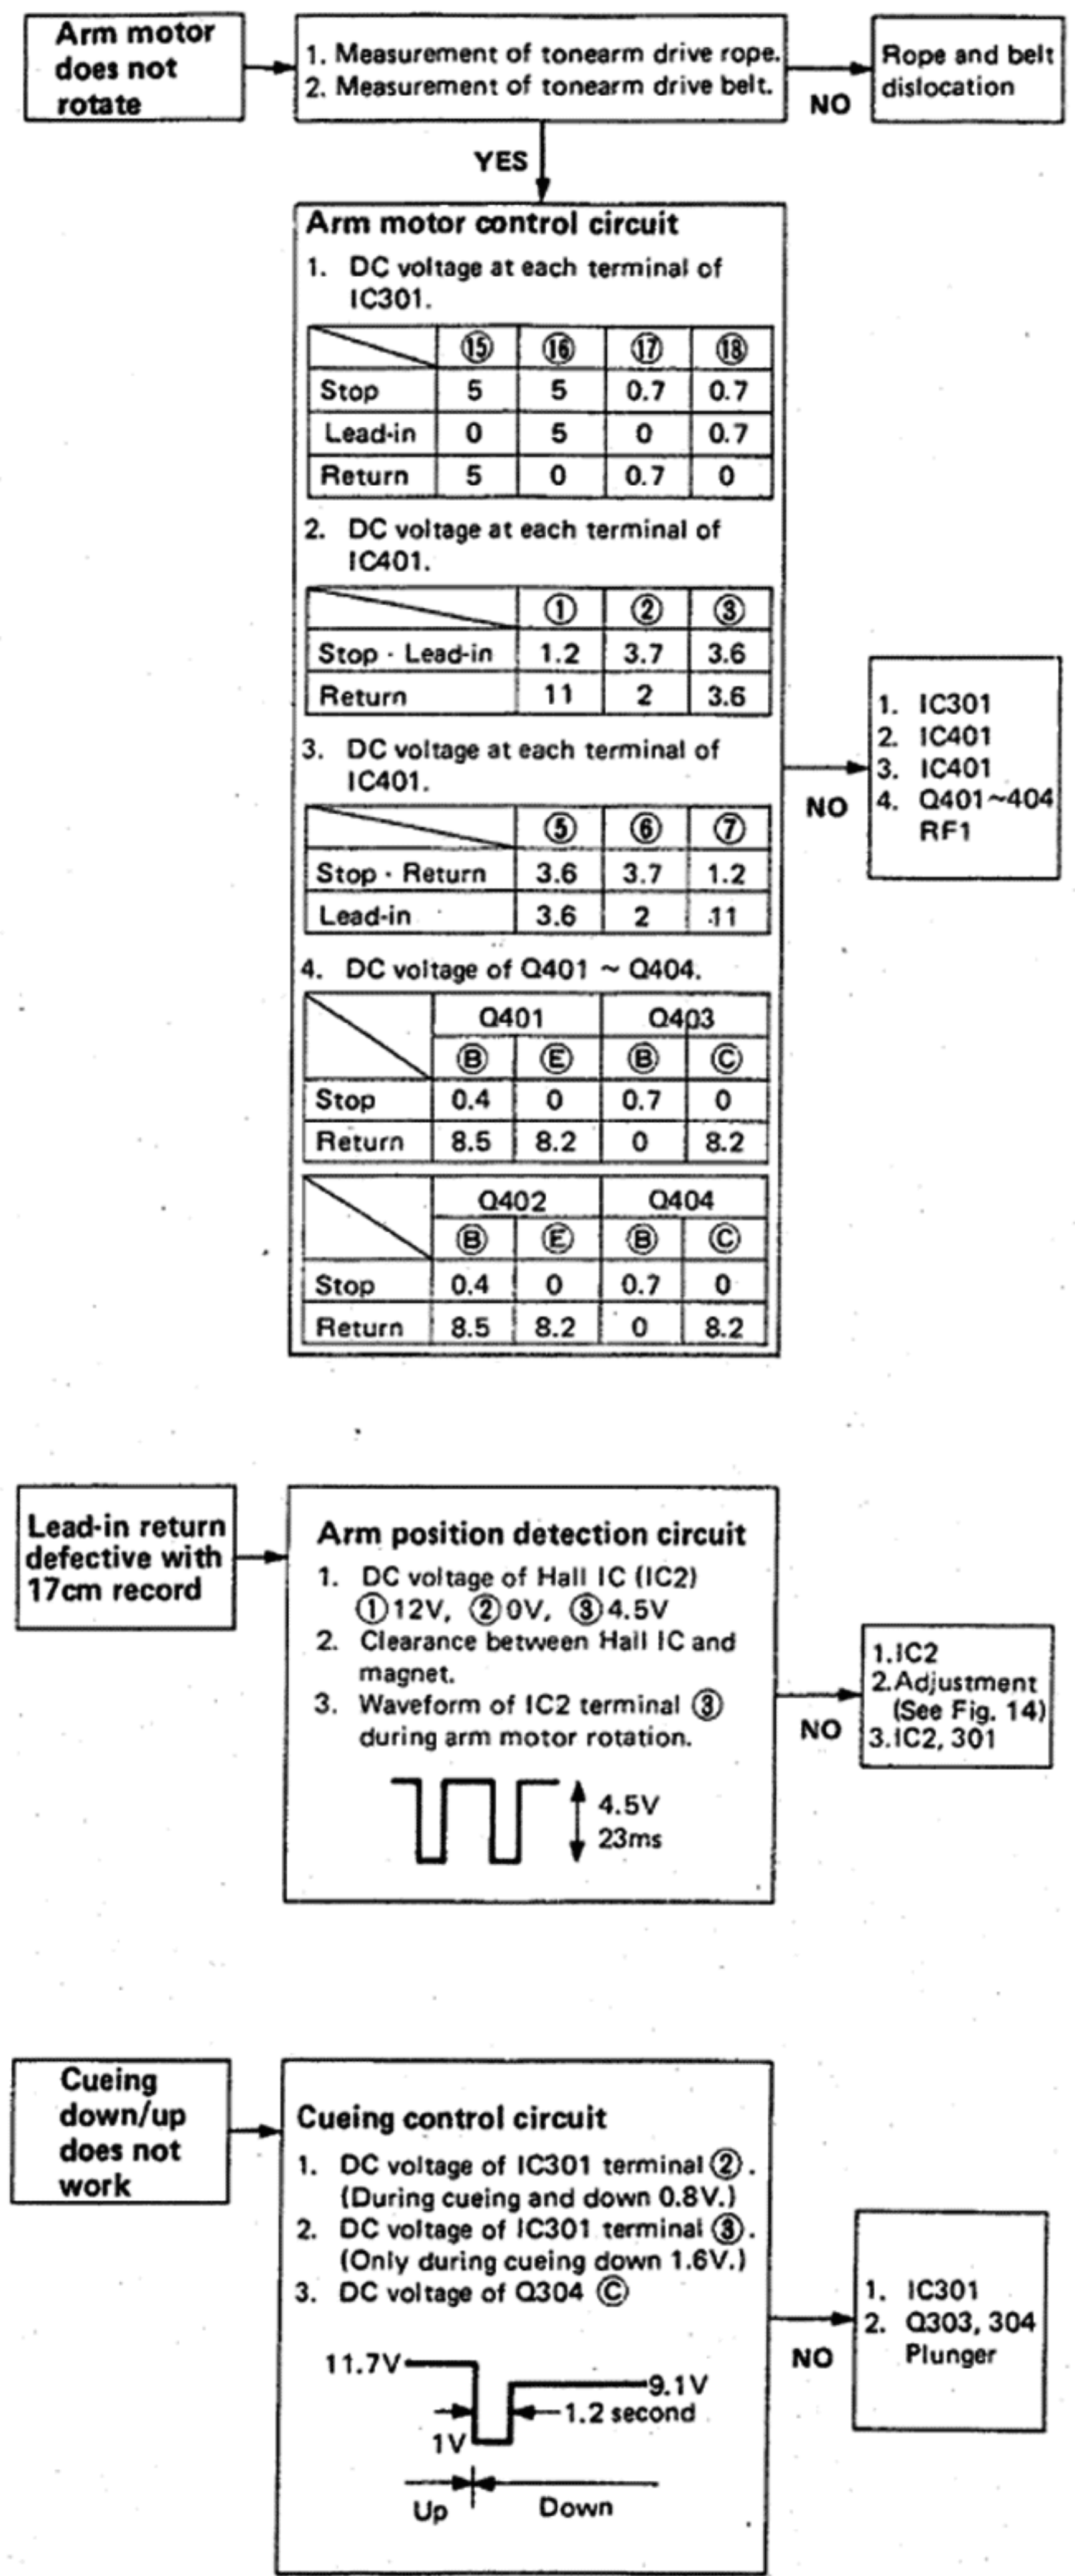 Arm motor
does not
rotate
1. Measurement of tonearm drive rope.
2. Measurement of tonearm drive belt.
NO
Rope and belt
dislocation
YES
Arm motor control circuit
1. DC voltage at each terminal of
IC301.
⑮ ⑯ ⑰ ⑱
Stop 5 5 0.7 0.7
Lead-in 0 5 0 0.7
Return 5 0 0.7 0
2. DC voltage at each terminal of
IC401.
① ② ③
Stop · Lead-in 1.2 3.7 3.6
Return 11 2 3.6
3. DC voltage at each terminal of
IC401.
⑤ ⑥ ⑦
Stop · Return 3.6 3.7 1.2
Lead-in 3.6 2 11
4. DC voltage of Q401 ~ Q404.
Q401 Q403
Ⓑ Ⓔ Ⓑ Ⓒ
Stop 0.4 0 0.7 0
Return 8.5 8.2 0 8.2
Q402 Q404
Ⓑ Ⓔ Ⓑ Ⓒ
Stop 0.4 0 0.7 0
Return 8.5 8.2 0 8.2
NO
1. IC301
2. IC401
3. IC401
4. Q401~404
RF1
Lead-in return
defective with
17cm record
Arm position detection circuit
1. DC voltage of Hall IC (IC2)
① 12V, ② 0V, ③ 4.5V
2. Clearance between Hall IC and
magnet.
3. Waveform of IC2 terminal ③
during arm motor rotation.
4.5V
23ms
NO
1.IC2
2.Adjustment
(See Fig. 14)
3.IC2, 301
Cueing
down/up
does not
work
Cueing control circuit
1. DC voltage of IC301 terminal ②.
(During cueing and down 0.8V.)
2. DC voltage of IC301 terminal ③.
(Only during cueing down 1.6V.)
3. DC voltage of Q304 Ⓒ
11.7V
9.1V
1.2 second
1V
Up Down
NO
1. IC301
2. Q303, 304
Plunger